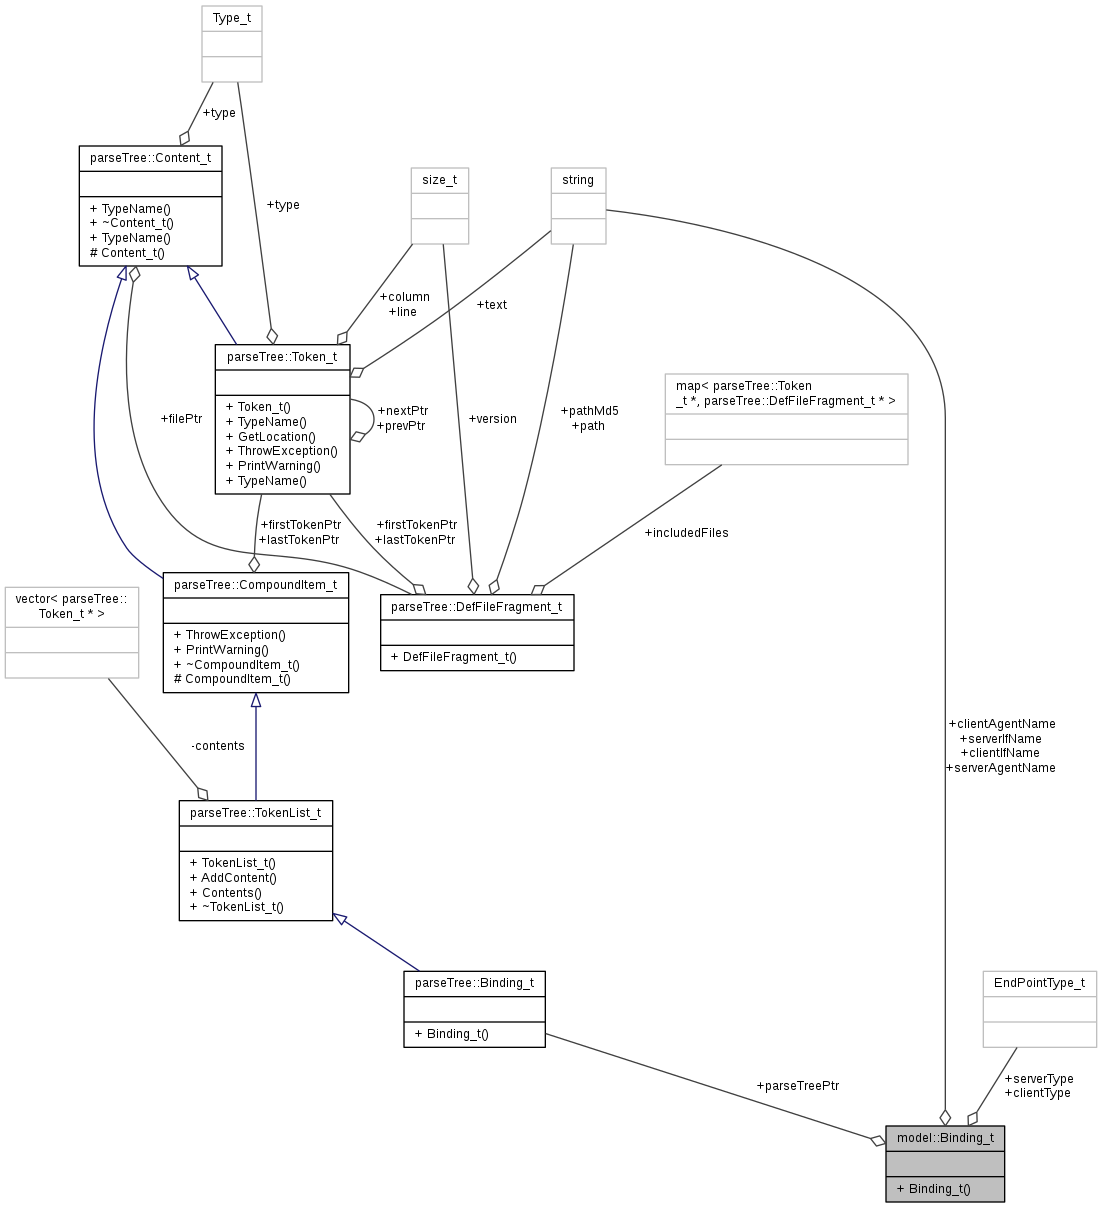 Type_t
+type
parseTree::Content_t
+ TypeName()
+ ~Content_t()
+ TypeName()
# Content_t()
+type
size_t
string
+column
+line
+text
parseTree::Token_t
+ Token_t()
+ TypeName()
+ GetLocation()
+ ThrowException()
+ PrintWarning()
+ TypeName()
+nextPtr
+prevPtr
+filePtr
+version
+pathMd5
+path
map< parseTree::Token
_t *, parseTree::DefFileFragment_t * >
+firstTokenPtr
+lastTokenPtr
+firstTokenPtr
+lastTokenPtr
+includedFiles
vector< parseTree::
Token_t * >
parseTree::CompoundItem_t
+ ThrowException()
+ PrintWarning()
+ ~CompoundItem_t()
# CompoundItem_t()
parseTree::DefFileFragment_t
+ DefFileFragment_t()
-contents
+clientAgentName
+serverIfName
+clientIfName
+serverAgentName
parseTree::TokenList_t
+ TokenList_t()
+ AddContent()
+ Contents()
+ ~TokenList_t()
parseTree::Binding_t
+ Binding_t()
EndPointType_t
+parseTreePtr
+serverType
+clientType
model::Binding_t
+ Binding_t()